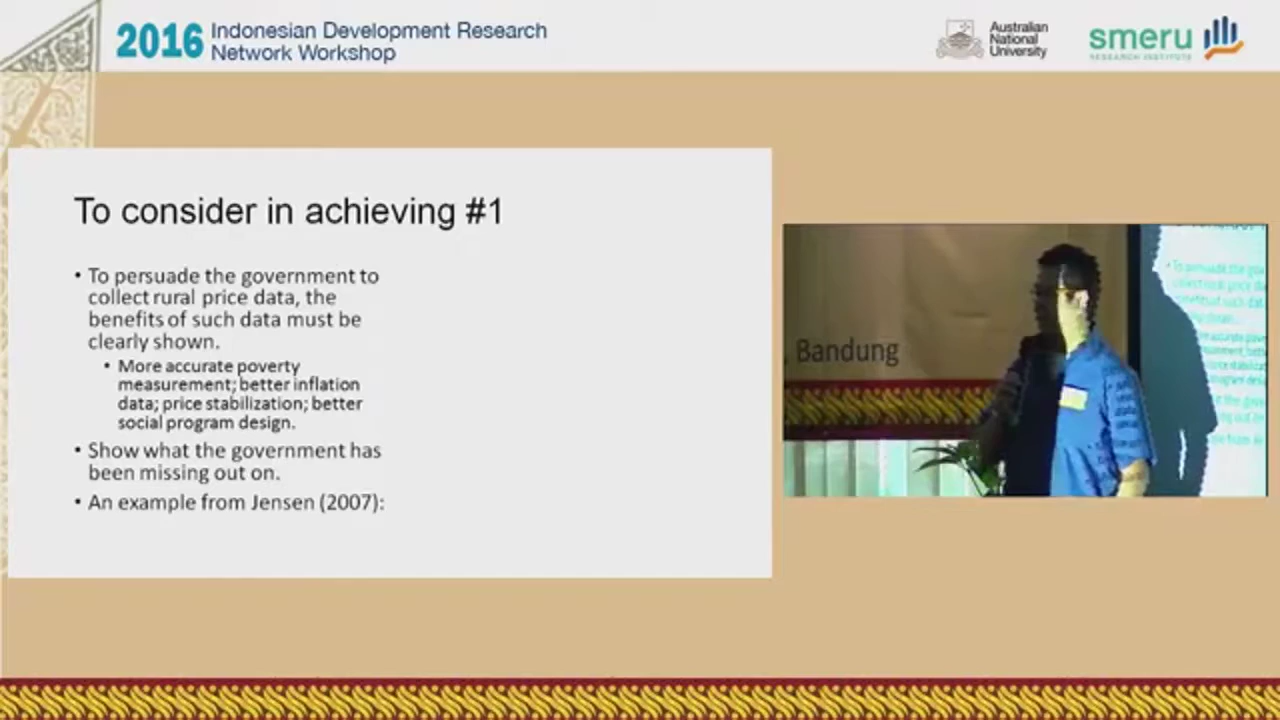 2016 Indonesian Development Research
Network Workshop
Australian
National
University
smeru
RESEARCH INSTITUTE
To consider in achieving #1
• To persuade the government to
collect rural price data, the
benefits of such data must be
clearly shown.
• More accurate poverty
measurement; better inflation
data; price stabilization; better
social program design.
• Show what the government has
been missing out on.
• An example from Jensen (2007):
, Bandung